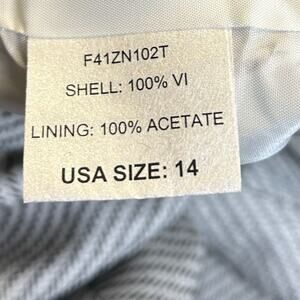 F41ZN102T
SHELL: 100% VI
LINING: 100% ACETATE
USA SIZE: 14